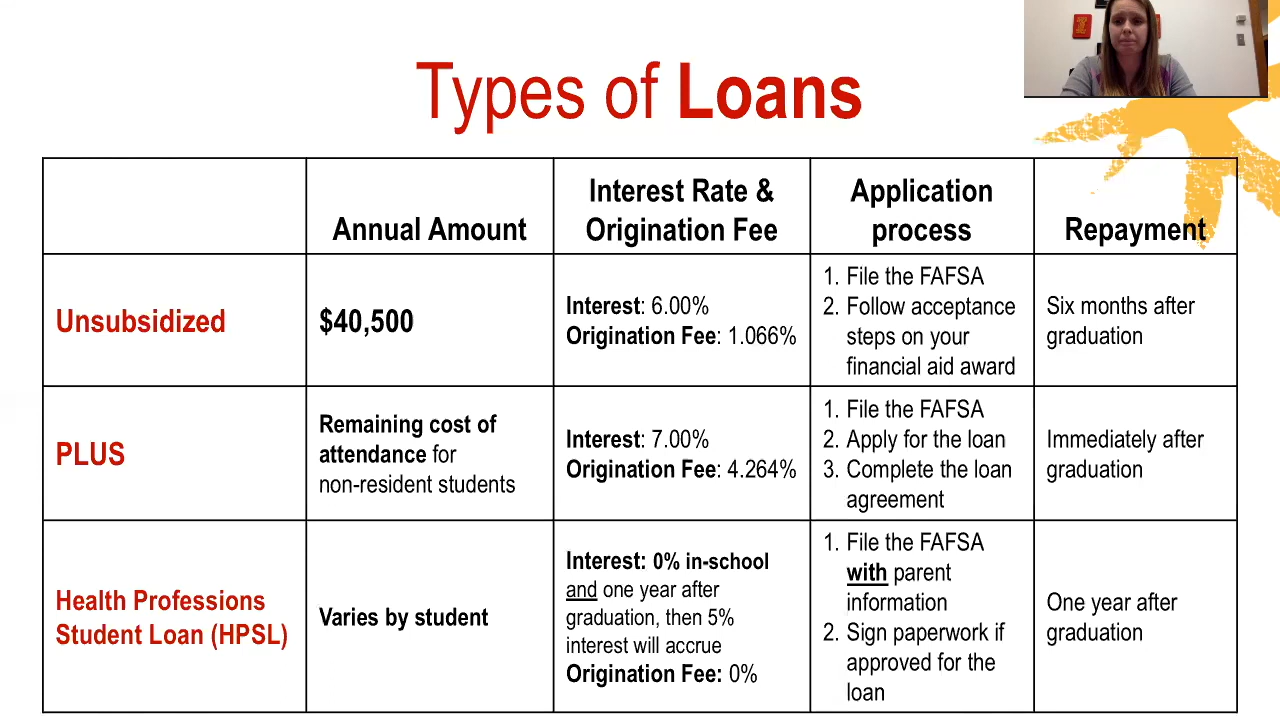 Types of Loans
Annual Amount
Interest Rate &
Origination Fee
Application
process
Repayment
Unsubsidized
$40,500
Interest: 6.00%
Origination Fee: 1.066%
1. File the FAFSA
2. Follow acceptance
steps on your
financial aid award
Six months after
graduation
PLUS
Remaining cost of
attendance for
non-resident students
Interest: 7.00%
Origination Fee: 4.264%
1. File the FAFSA
2. Apply for the loan
3. Complete the loan
agreement
Immediately after
graduation
Health Professions
Student Loan (HPSL)
Varies by student
Interest: 0% in-school
and one year after
graduation, then 5%
interest will accrue
Origination Fee: 0%
1. File the FAFSA
with parent
information
2. Sign paperwork if
approved for the
loan
One year after
graduation